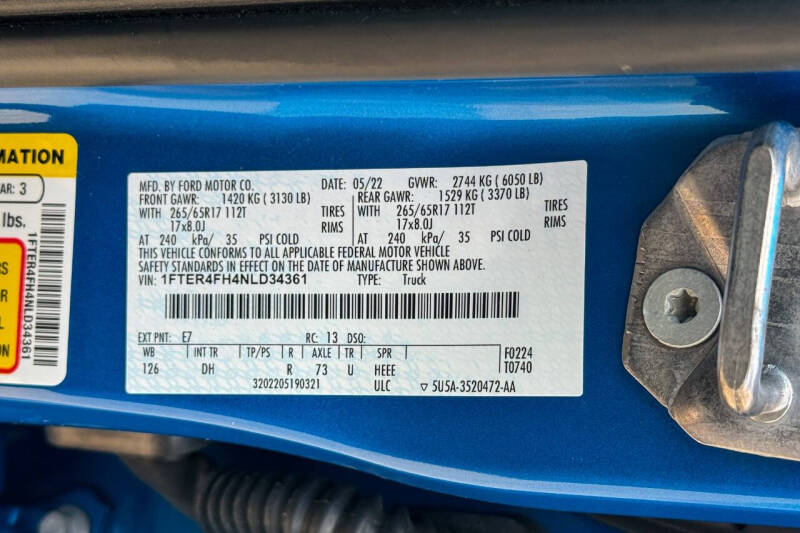 MATION
AR: 3
lbs.
RS
OR
L
ON
1FTER4FH4NLD34361
MFD. BY FORD MOTOR CO. DATE: 05/22 GVWR: 2744 KG ( 6050 LB)
FRONT GAWR: 1420 KG ( 3130 LB) REAR GAWR: 1529 KG ( 3370 LB)
WITH 265/65R17 112T TIRES WITH 265/65R17 112T TIRES
17x8.0J RIMS 17x8.0J RIMS
AT 240 kPa/ 35 PSI COLD AT 240 kPa/ 35 PSI COLD
THIS VEHICLE CONFORMS TO ALL APPLICABLE FEDERAL MOTOR VEHICLE
SAFETY STANDARDS IN EFFECT ON THE DATE OF MANUFACTURE SHOWN ABOVE.
VIN: 1FTER4FH4NLD34361 TYPE: Truck
EXT PNT: E7 RC: 13 DSO:
WB INT TR TP/PS R AXLE TR SPR F0224
126 DH R 73 U HEEE T0740
3202205190321 ULC ▽ 5U5A-3520472-AA